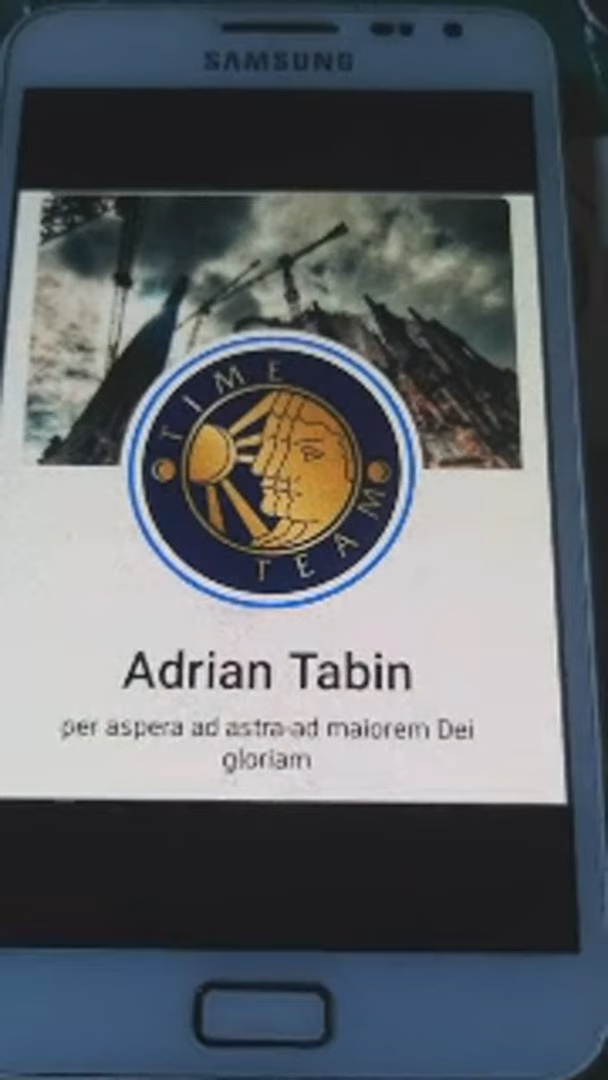 SAMSUNG
TIME
TEAM
Adrian Tabin
per aspera ad astra-ad maiorem Dei
gloriam